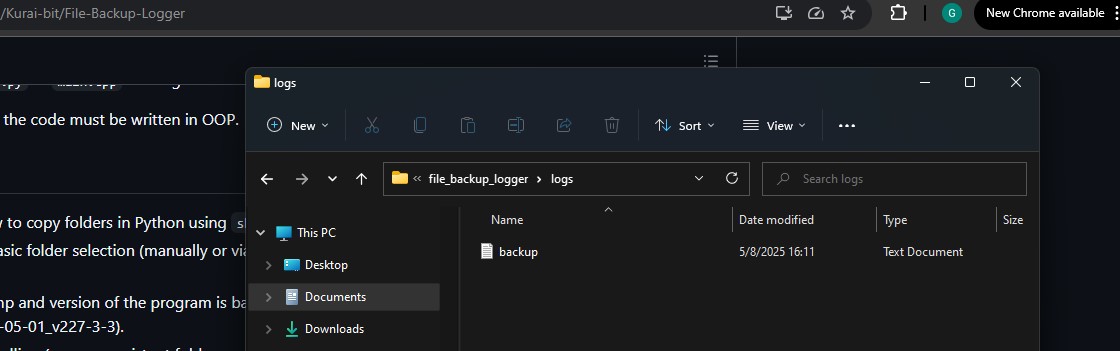 /Kurai-bit/File-Backup-Logger
New Chrome available
G
logs
the code must be written in OOP.
New
Sort
View
file_backup_logger > logs
Search logs
y to copy folders in Python using
asic folder selection (manually or via
np and version of the program is ba
-05-01_v227-3-3).
Name
Date modified
Type
Size
backup
5/8/2025 16:11
Text Document
This PC
Desktop
Documents
Downloads